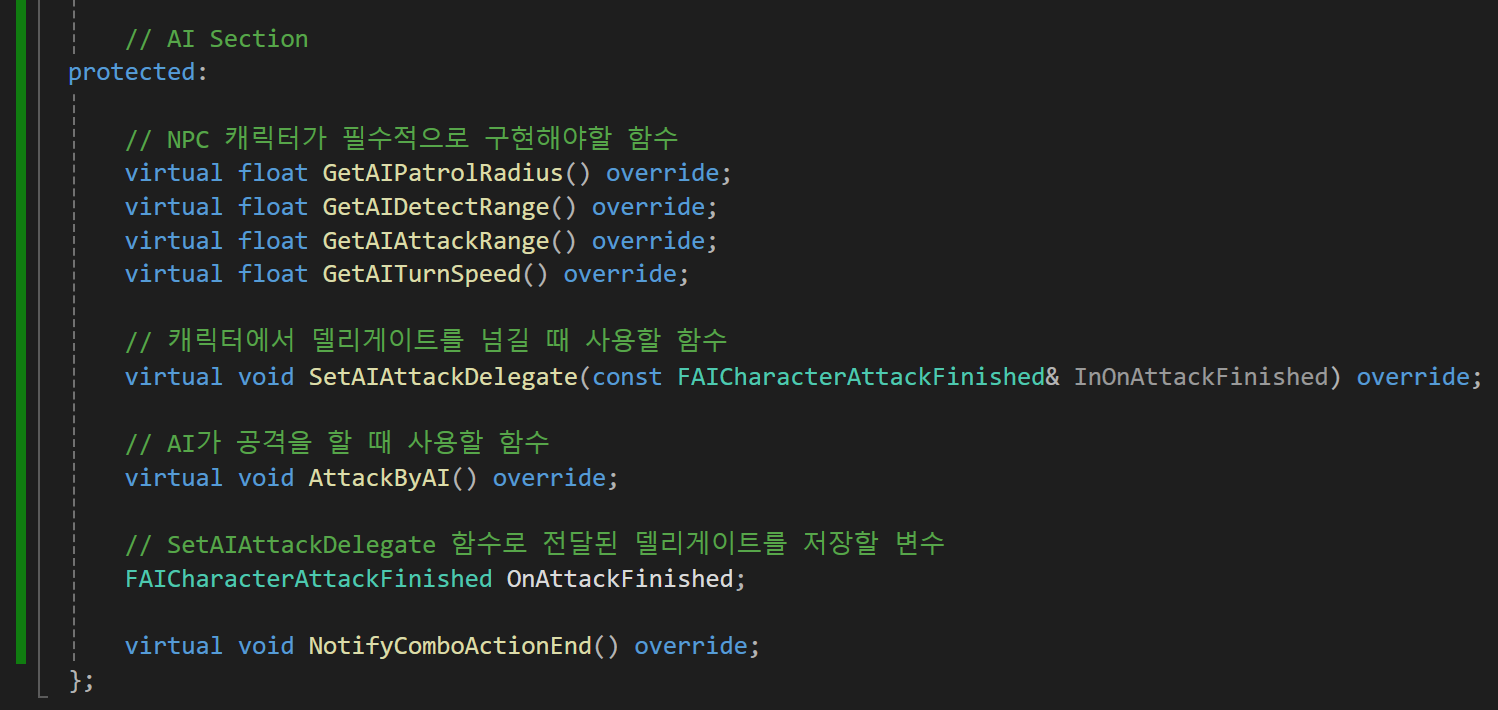 // AI Section
protected:
// NPC 캐릭터가 필수적으로 구현해야할 함수
virtual float GetAIPatrolRadius() override;
virtual float GetAIDetectRange() override;
virtual float GetAIAttackRange() override;
virtual float GetAITurnSpeed() override;
// 캐릭터에서 델리게이트를 넘길 때 사용할 함수
virtual void SetAIAttackDelegate(const FAICharacterAttackFinished& InOnAttackFinished) override;
// AI가 공격을 할 때 사용할 함수
virtual void AttackByAI() override;
// SetAIAttackDelegate 함수로 전달된 델리게이트를 저장할 변수
FAICharacterAttackFinished OnAttackFinished;
virtual void NotifyComboActionEnd() override;
};